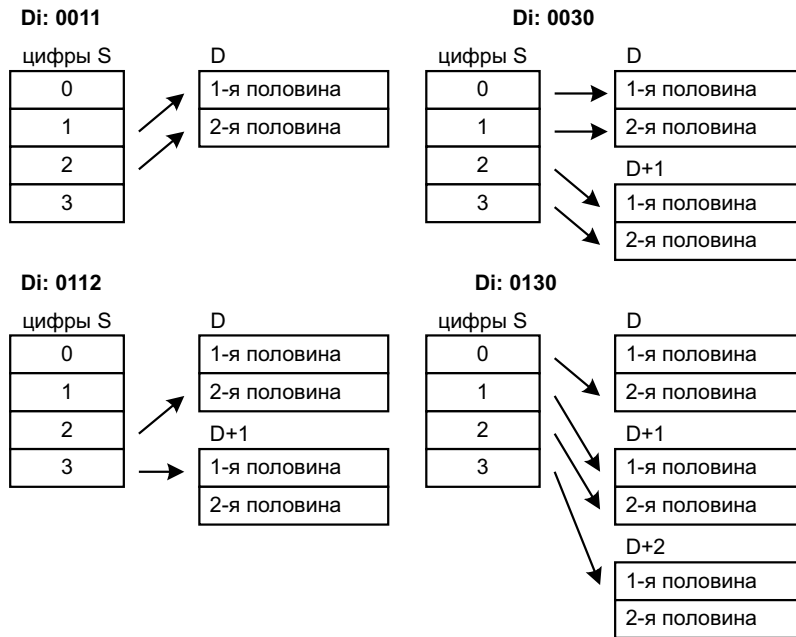 Di: 0011
цифры S
0
1
2
3
D
1-я половина
2-я половина
Di: 0030
цифры S
0
1
2
3
D
1-я половина
2-я половина
D+1
1-я половина
2-я половина
Di: 0112
цифры S
0
1
2
3
D
1-я половина
2-я половина
D+1
1-я половина
2-я половина
Di: 0130
цифры S
0
1
2
3
D
1-я половина
2-я половина
D+1
1-я половина
2-я половина
D+2
1-я половина
2-я половина